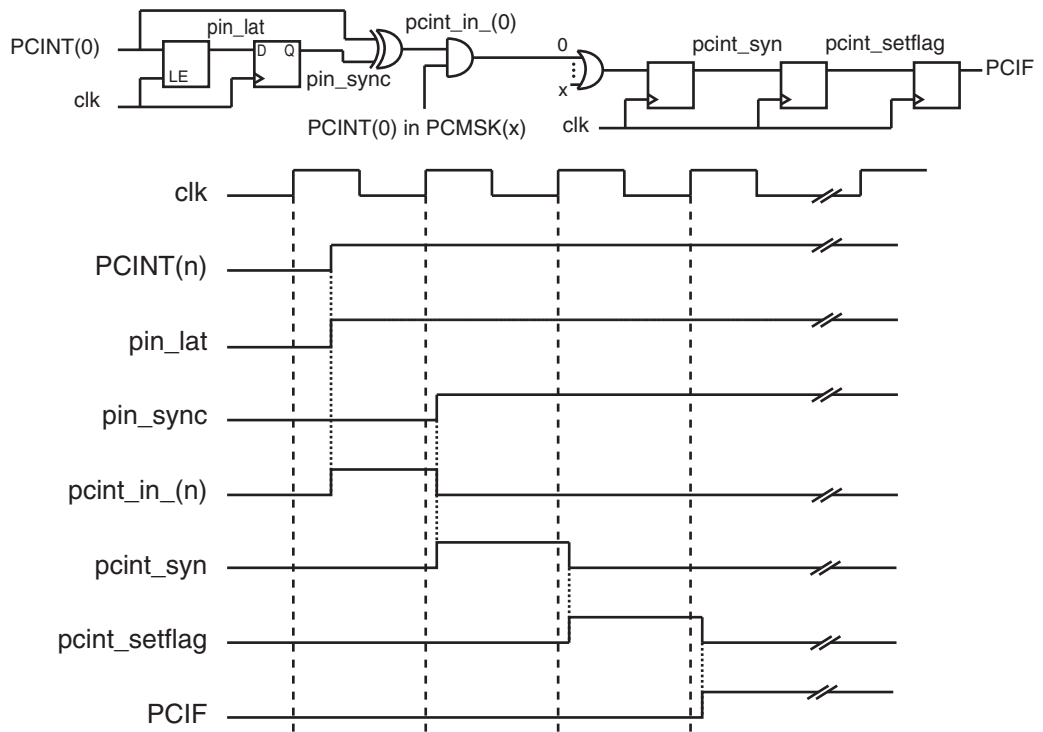 pcint_in_(0)
pin_lat
PCINT(0)
D Q
LE
pin_sync
clk
PCINT(0) in PCMSK(x)
0
x
clk
pcint_syn
pcint_setflag
PCIF
clk
PCINT(n)
pin_lat
pin_sync
pcint_in_(n)
pcint_syn
pcint_setflag
PCIF